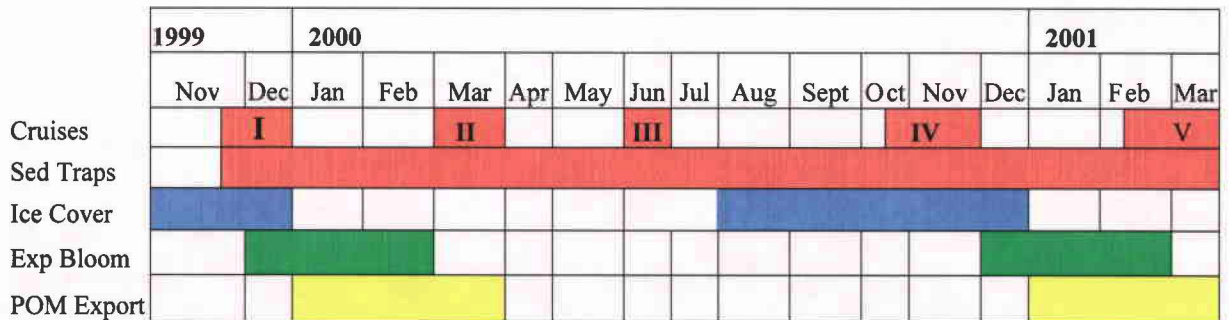 1999 2000 2001
Nov Dec Jan Feb Mar Apr May Jun Jul Aug Sept Oct Nov Dec Jan Feb Mar
Cruises I II III IV V
Sed Traps
Ice Cover
Exp Bloom
POM Export